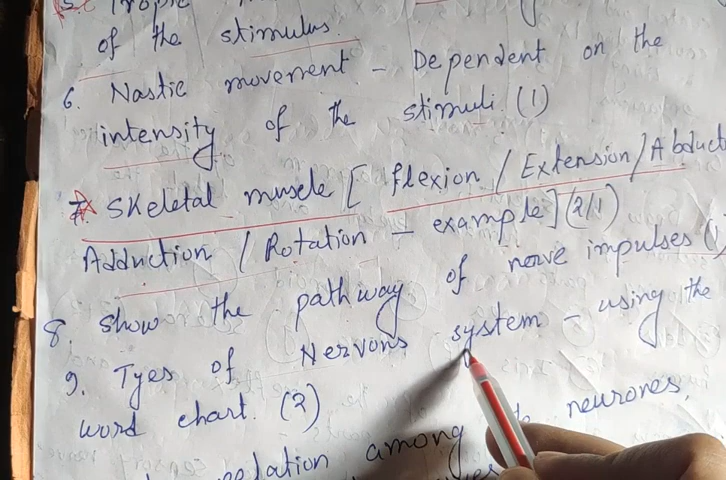 of the stimulus.
6. Nastic movement - Dependent on the
intensity of the stimuli. (1)
7. Skeletal muscle [flexion / Extension / Abduct
Adduction / Rotation - example] (2/1)
8. Show the pathway of nerve impulses (1)
9. Tyes of Nervous system - using the
word chart. (2)
among neurones.